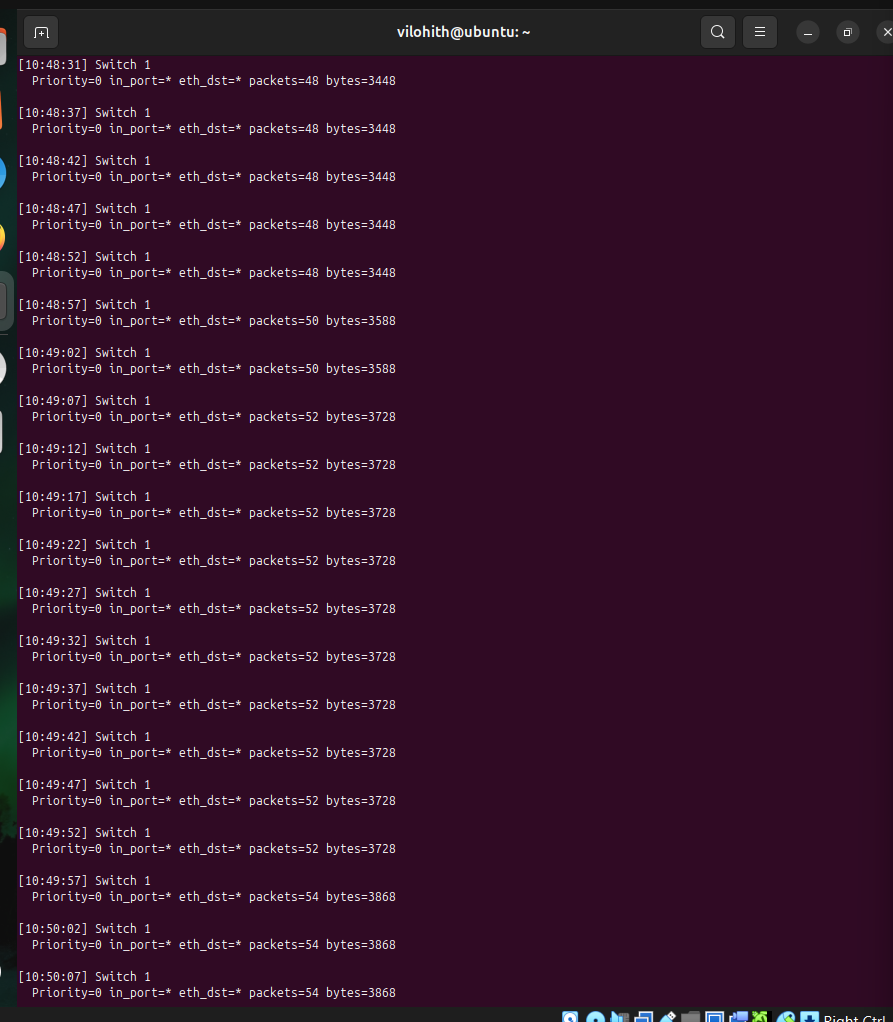 vilohith@ubuntu: ~
[10:48:31] Switch 1
Priority=0 in_port=* eth_dst=* packets=48 bytes=3448
[10:48:37] Switch 1
Priority=0 in_port=* eth_dst=* packets=48 bytes=3448
[10:48:42] Switch 1
Priority=0 in_port=* eth_dst=* packets=48 bytes=3448
[10:48:47] Switch 1
Priority=0 in_port=* eth_dst=* packets=48 bytes=3448
[10:48:52] Switch 1
Priority=0 in_port=* eth_dst=* packets=48 bytes=3448
[10:48:57] Switch 1
Priority=0 in_port=* eth_dst=* packets=50 bytes=3588
[10:49:02] Switch 1
Priority=0 in_port=* eth_dst=* packets=50 bytes=3588
[10:49:07] Switch 1
Priority=0 in_port=* eth_dst=* packets=52 bytes=3728
[10:49:12] Switch 1
Priority=0 in_port=* eth_dst=* packets=52 bytes=3728
[10:49:17] Switch 1
Priority=0 in_port=* eth_dst=* packets=52 bytes=3728
[10:49:22] Switch 1
Priority=0 in_port=* eth_dst=* packets=52 bytes=3728
[10:49:27] Switch 1
Priority=0 in_port=* eth_dst=* packets=52 bytes=3728
[10:49:32] Switch 1
Priority=0 in_port=* eth_dst=* packets=52 bytes=3728
[10:49:37] Switch 1
Priority=0 in_port=* eth_dst=* packets=52 bytes=3728
[10:49:42] Switch 1
Priority=0 in_port=* eth_dst=* packets=52 bytes=3728
[10:49:47] Switch 1
Priority=0 in_port=* eth_dst=* packets=52 bytes=3728
[10:49:52] Switch 1
Priority=0 in_port=* eth_dst=* packets=52 bytes=3728
[10:49:57] Switch 1
Priority=0 in_port=* eth_dst=* packets=54 bytes=3868
[10:50:02] Switch 1
Priority=0 in_port=* eth_dst=* packets=54 bytes=3868
[10:50:07] Switch 1
Priority=0 in_port=* eth_dst=* packets=54 bytes=3868
Right Ctrl